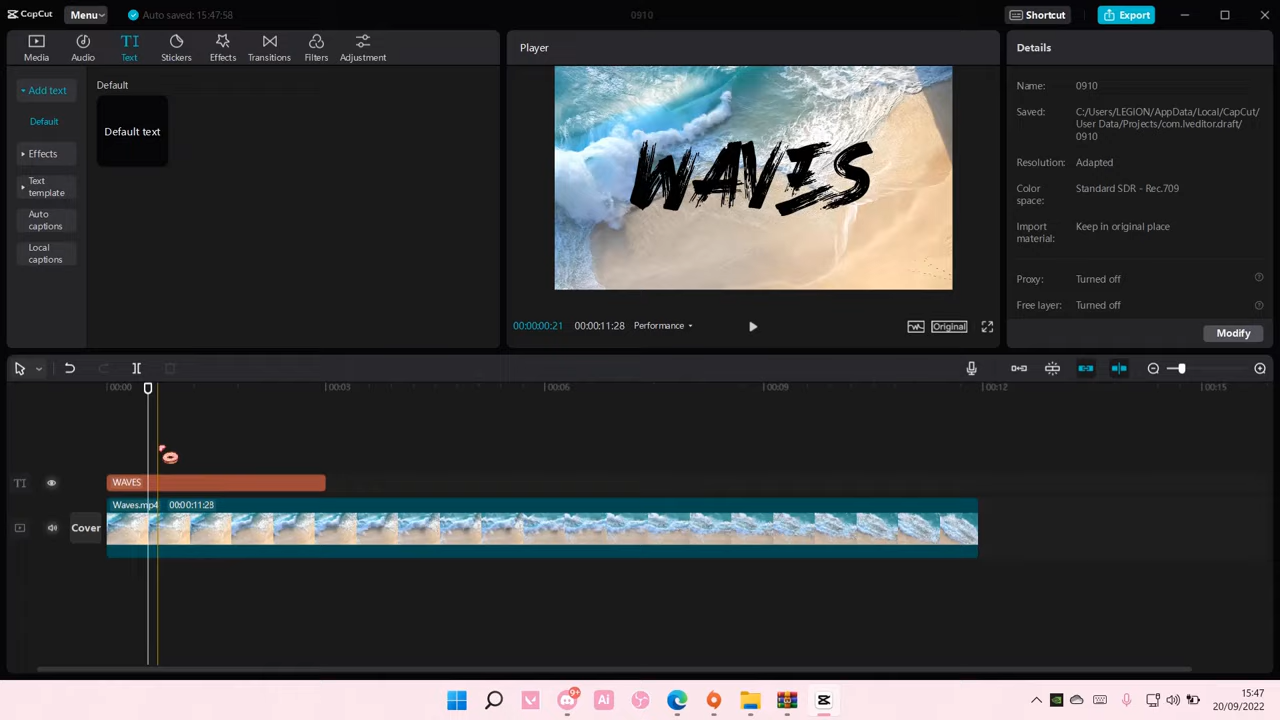 CapCut Menu Auto saved: 15:47:58 0910 Shortcut Export
Media Audio Text Stickers Effects Transitions Filters Adjustment
TI
Add text
Default
Effects
Text
template
Auto
captions
Local
captions
Default
Default text
Player
WAVES
00:00:00:21 00:00:11:28 Performance Original
Details
Name: 0910
Saved: C:/Users/LEGION/AppData/Local/CapCut/
User Data/Projects/com.lveditor.draft/
0910
Resolution: Adapted
Color
space: Standard SDR - Rec.709
Import
material: Keep in original place
Proxy: Turned off
Free layer: Turned off
Modify
00:00 00:03 00:06 00:09 00:12 00:15
TI WAVES
Waves.mp4 00:00:11:28
Cover
9+
Ai
15:47
20/09/2022